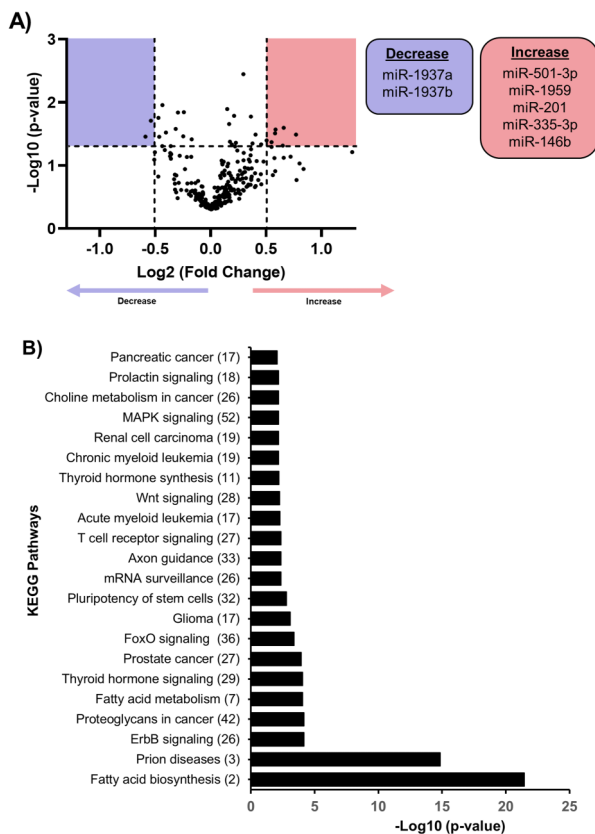 A)
3
2
1
0
-Log10 (p-value)
-1.0 -0.5 0.0 0.5 1.0
Log2 (Fold Change)
Decrease Increase
Decrease
miR-1937a
miR-1937b
Increase
miR-501-3p
miR-1959
miR-201
miR-335-3p
miR-146b
B)
KEGG Pathways
Pancreatic cancer (17)
Prolactin signaling (18)
Choline metabolism in cancer (26)
MAPK signaling (52)
Renal cell carcinoma (19)
Chronic myeloid leukemia (19)
Thyroid hormone synthesis (11)
Wnt signaling (28)
Acute myeloid leukemia (17)
T cell receptor signaling (27)
Axon guidance (33)
mRNA surveillance (26)
Pluripotency of stem cells (32)
Glioma (17)
FoxO signaling (36)
Prostate cancer (27)
Thyroid hormone signaling (29)
Fatty acid metabolism (7)
Proteoglycans in cancer (42)
ErbB signaling (26)
Prion diseases (3)
Fatty acid biosynthesis (2)
0 5 10 15 20 25
-Log10 (p-value)